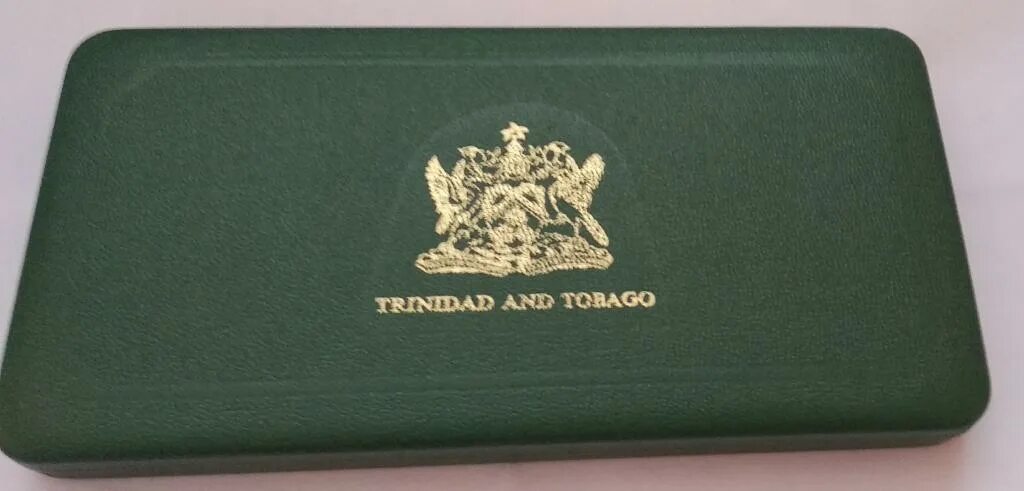 TRINIDAD AND TOBAGO